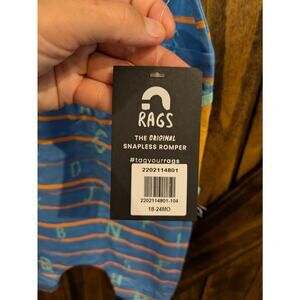 RAGS
THE ORIGINAL
SNAPLESS ROMPER
#tagyourrags
2202114801
2202114801-104
18-24MO